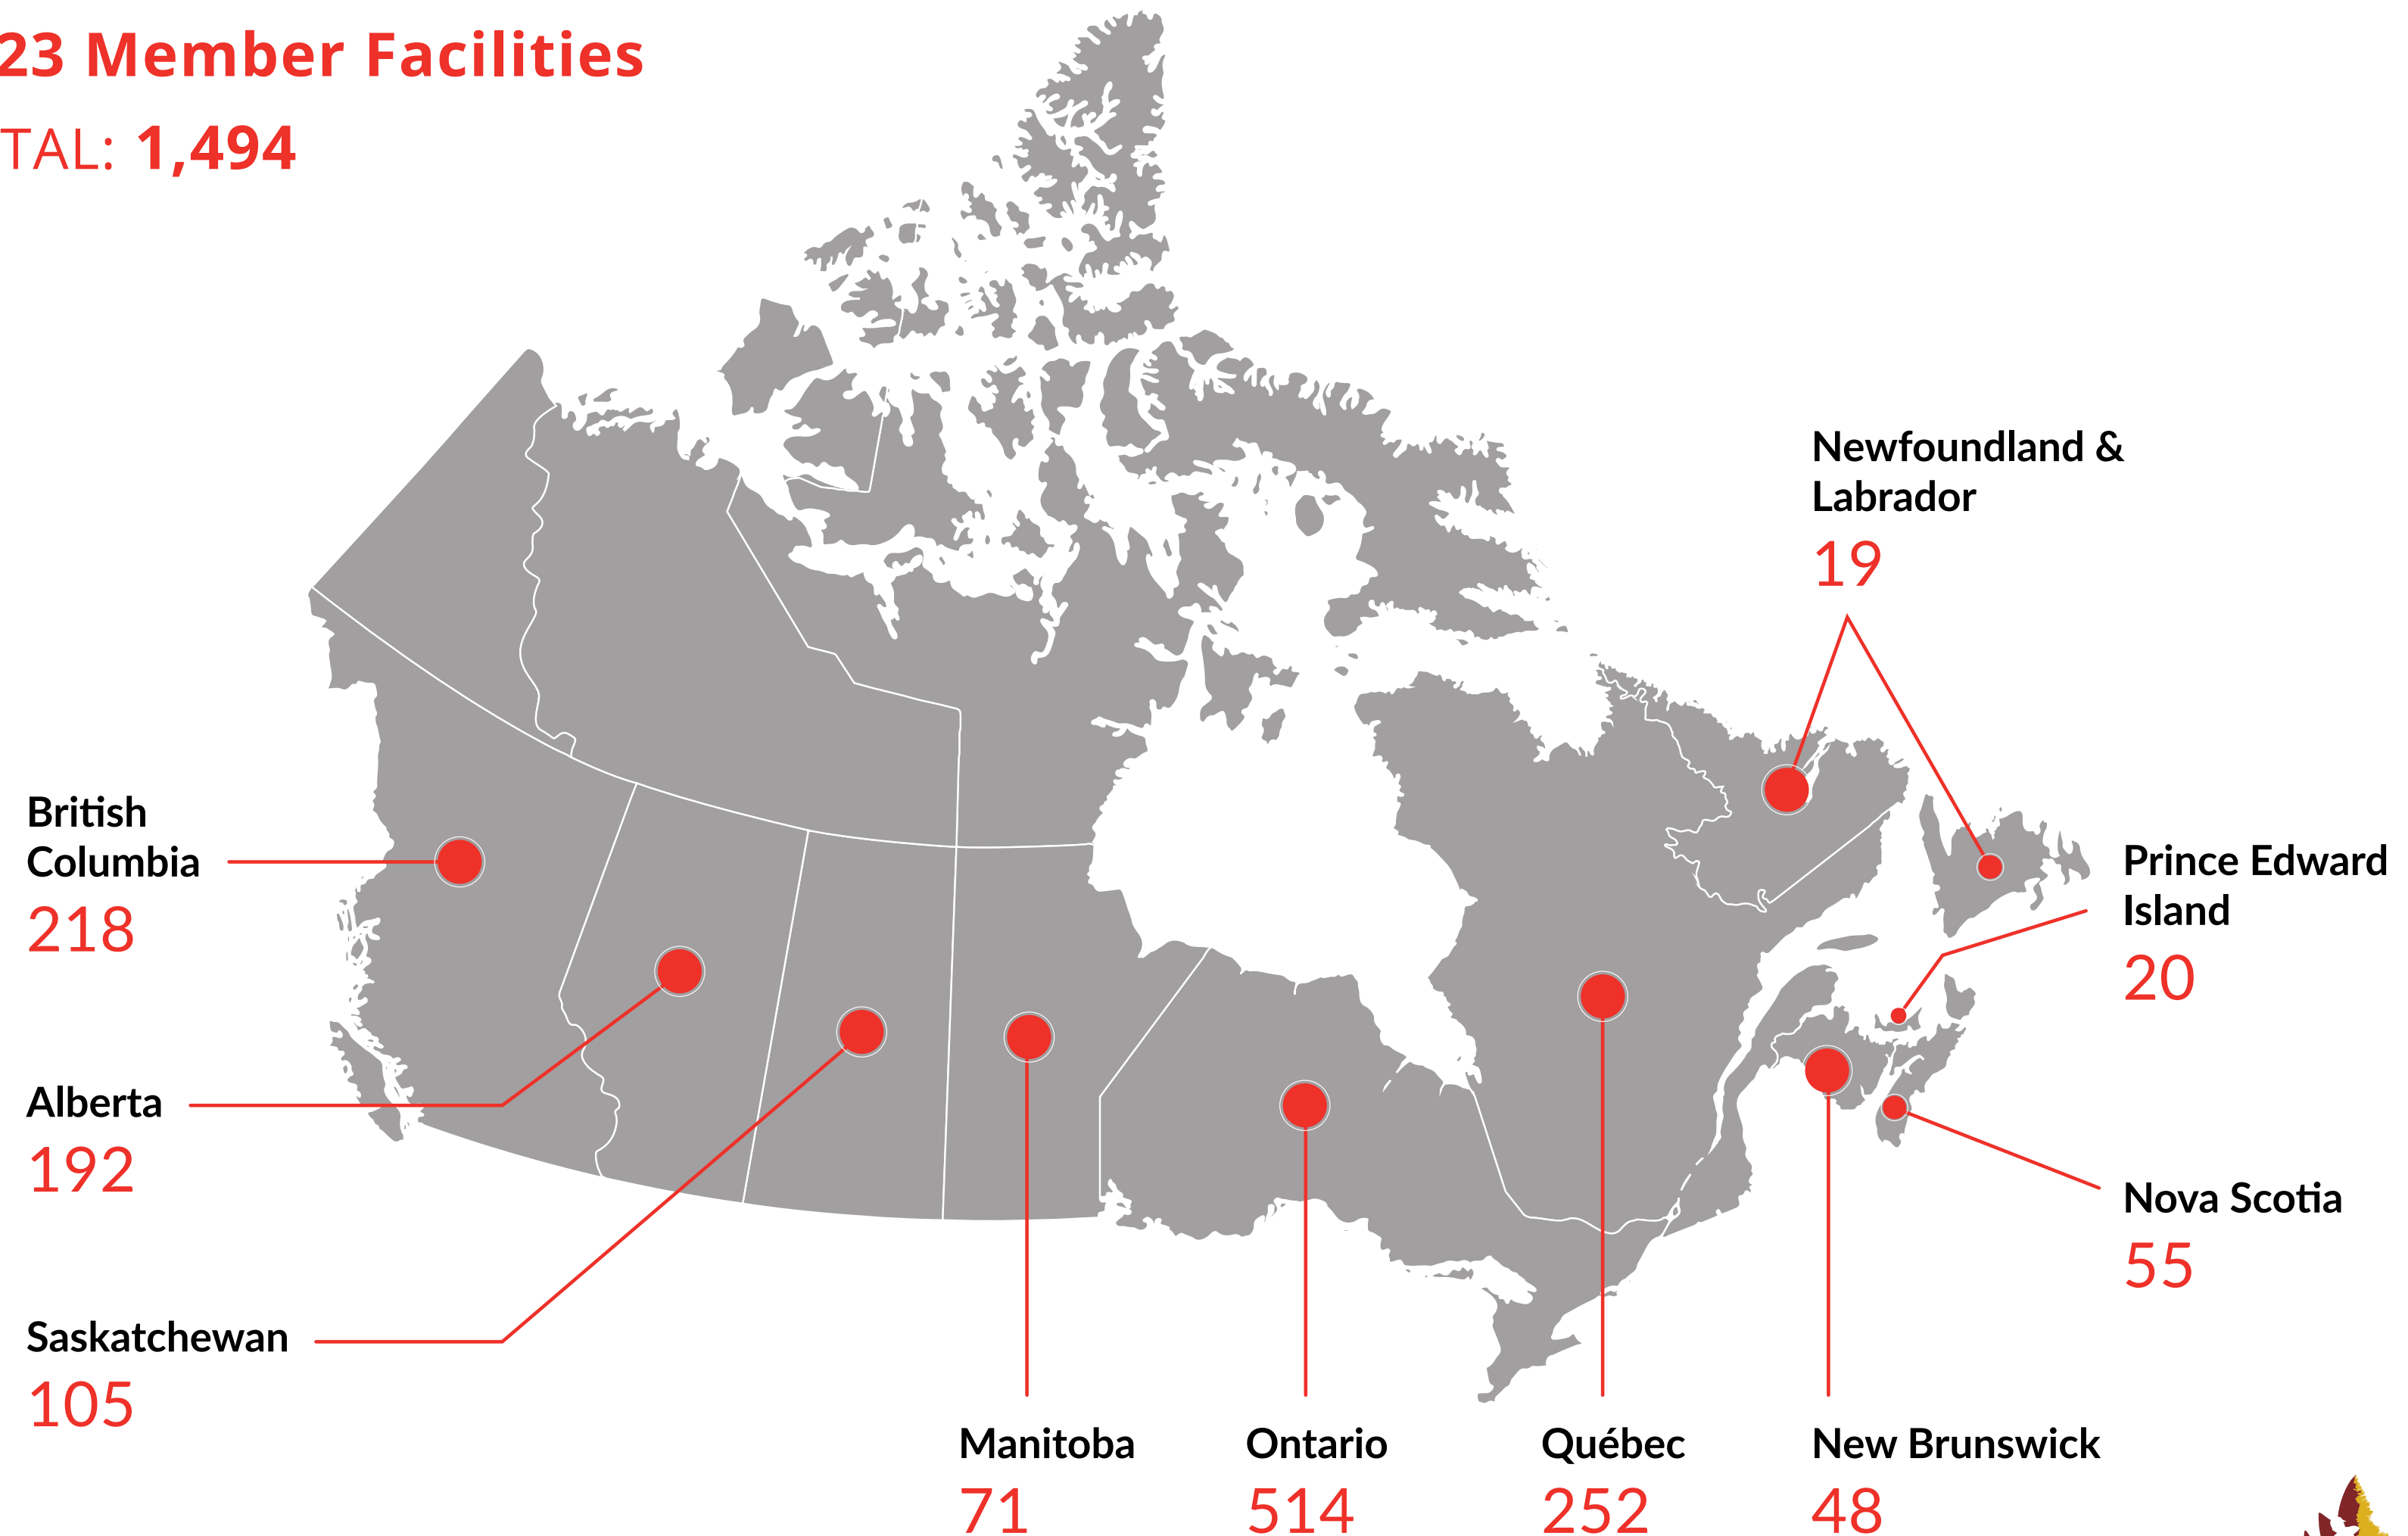 23 Member Facilities
TAL: 1,494
Newfoundland &
Labrador
19
British
Columbia
218
Prince Edward
Island
20
Alberta
192
Nova Scotia
55
Saskatchewan
105
Manitoba
71
Ontario
514
Québec
252
New Brunswick
48